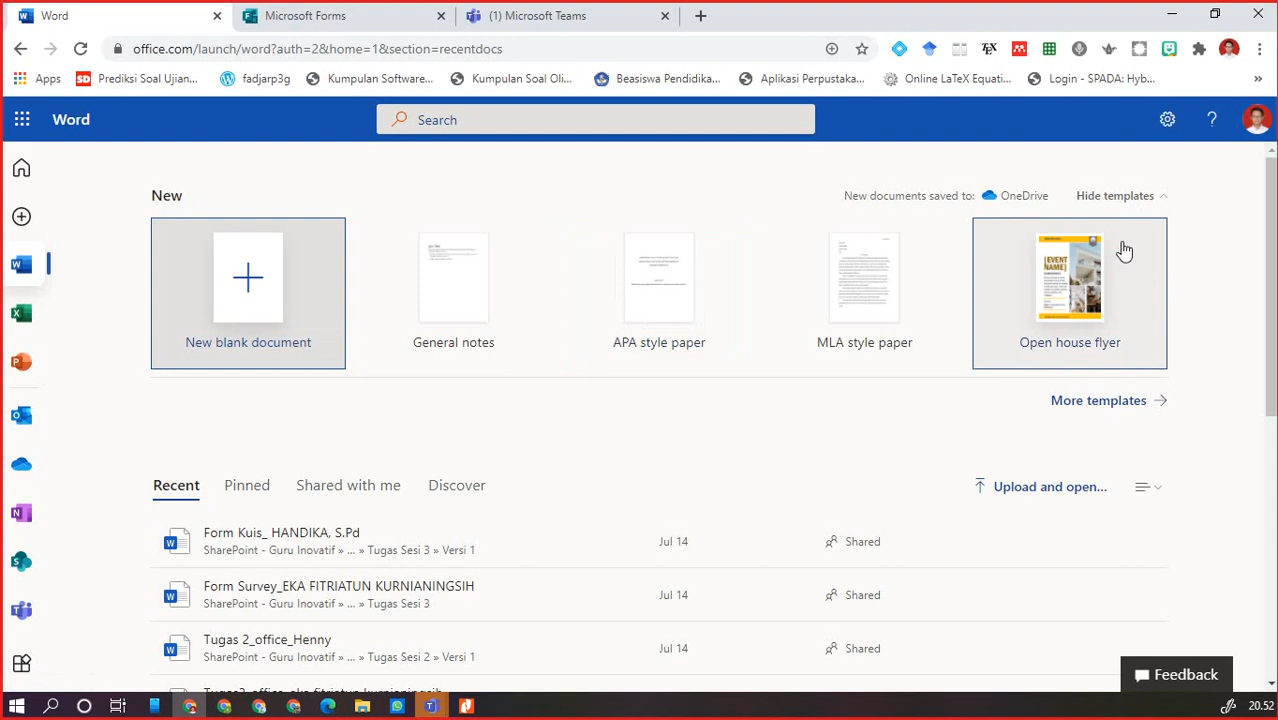 Word
Microsoft Forms
(1) Microsoft Teams
office.com/launch/word?auth=2&home=1&section=recentdocs
Apps
Prediksi Soal Ujian...
fadjarp3g
Kumpulan Software...
Kumpulan Soal Oli...
Beasiswa Pendidika...
Aplikasi Perpustaka...
Online LaTeX Equati...
Login - SPADA: Hyb...
Word
Search
New
New documents saved to:
OneDrive
Hide templates
New blank document
General notes
APA style paper
MLA style paper
[EVENT NAME]
Open house flyer
More templates
Recent
Pinned
Shared with me
Discover
Upload and open...
Form Kuis_ HANDIKA, S.Pd
SharePoint - Guru Inovatif » ... » Tugas Sesi 3 » Versi 1
Jul 14
Shared
Form Survey_EKA FITRIATUN KURNIANINGSIH
SharePoint - Guru Inovatif » ... » Tugas Sesi 3
Jul 14
Shared
Tugas 2_office_Henny
SharePoint - Guru Inovatif » ... » Tugas Sesi 2 » Versi 1
Jul 14
Shared
Feedback
20.52